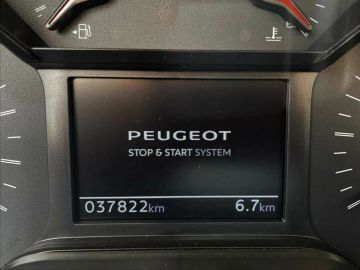 PEUGEOT
STOP & START SYSTEM
037822km 6.7km